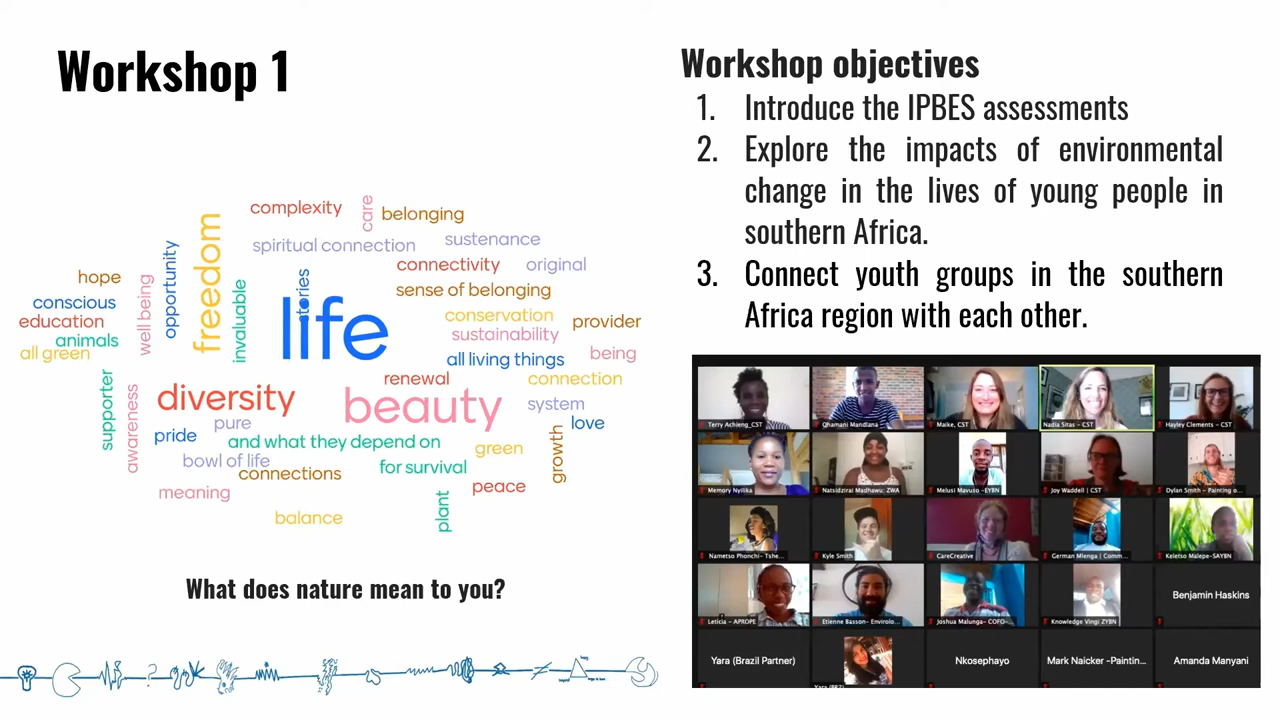 Workshop 1
complexity
care
belonging
freedom
spiritual connection
sustenance
opportunity
connectivity
original
hope
well being
invaluable
stories
life
sense of belonging
conscious
conservation
education
provider
animals
sustainability
all green
all living things
being
supporter
awareness
diversity
renewal
connection
beauty
system
pure
love
pride
and what they depend on
green
growth
bowl of life
connections
for survival
meaning
peace
plant
balance
What does nature mean to you?
Workshop objectives
1. Introduce the IPBES assessments
2. Explore the impacts of environmental
change in the lives of young people in
southern Africa.
3. Connect youth groups in the southern
Africa region with each other.
Terry Achieng_CST
Qhamani Mandlana
Maike, CST
Nadia Sitas - CST
Hayley Clements - CST
Memory Nyilika
Natsidzirai Madhawu: ZWA
Melusi Mavuso -EYBN
Joy Waddell | CST
Dylan Smith - Painting o...
Nametso Phonchi- Tshe...
Kyle Smith
CareCreative
German Mlenga | Comm...
Keletso Malepe-SAYBN
Leticia - APROPE
Etienne Basson- Envirolo...
Joshua Malunga- COFO-...
Knowledge Vingi ZYBN
Benjamin Haskins
Yara (Brazil Partner)
Nkosephayo
Mark Naicker -Paintin...
Amanda Manyani